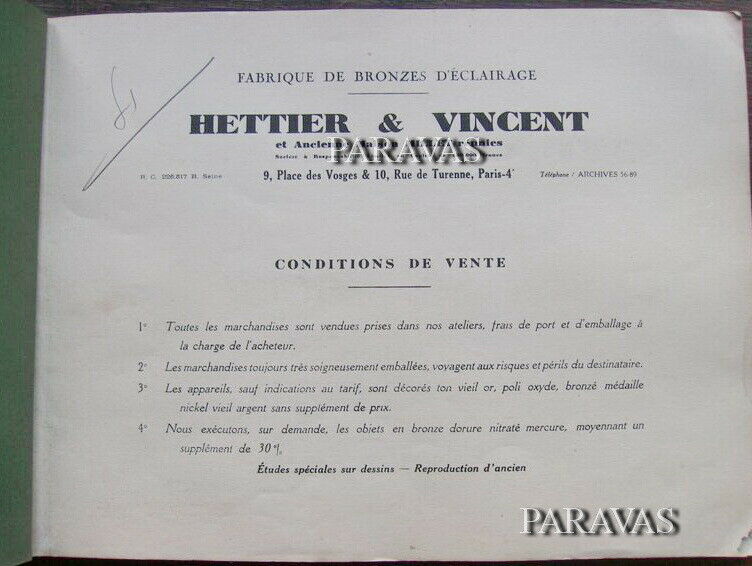 FABRIQUE DE BRONZES D'ÉCLAIRAGE
HETTIER & VINCENT
et Ancienne Maison
PARAVAS
9, Place des Vosges & 10, Rue de Turenne, Paris-4ᵉ
R. C. 226.817 B. Seine
Téléphone / ARCHIVES 56-89
CONDITIONS DE VENTE
1° Toutes les marchandises sont vendues prises dans nos ateliers, frais de port et d'emballage à
la charge de l'acheteur.
2° Les marchandises toujours très soigneusement emballées, voyagent aux risques et périls du destinataire.
3° Les appareils, sauf indications au tarif, sont décorés ton vieil or, poli oxyde, bronzé médaille
nickel vieil argent sans supplément de prix.
4° Nous exécutons, sur demande, les objets en bronze dorure nitraté mercure, moyennant un
supplément de 30 %
Études spéciales sur dessins — Reproduction d'ancien
PARAVAS